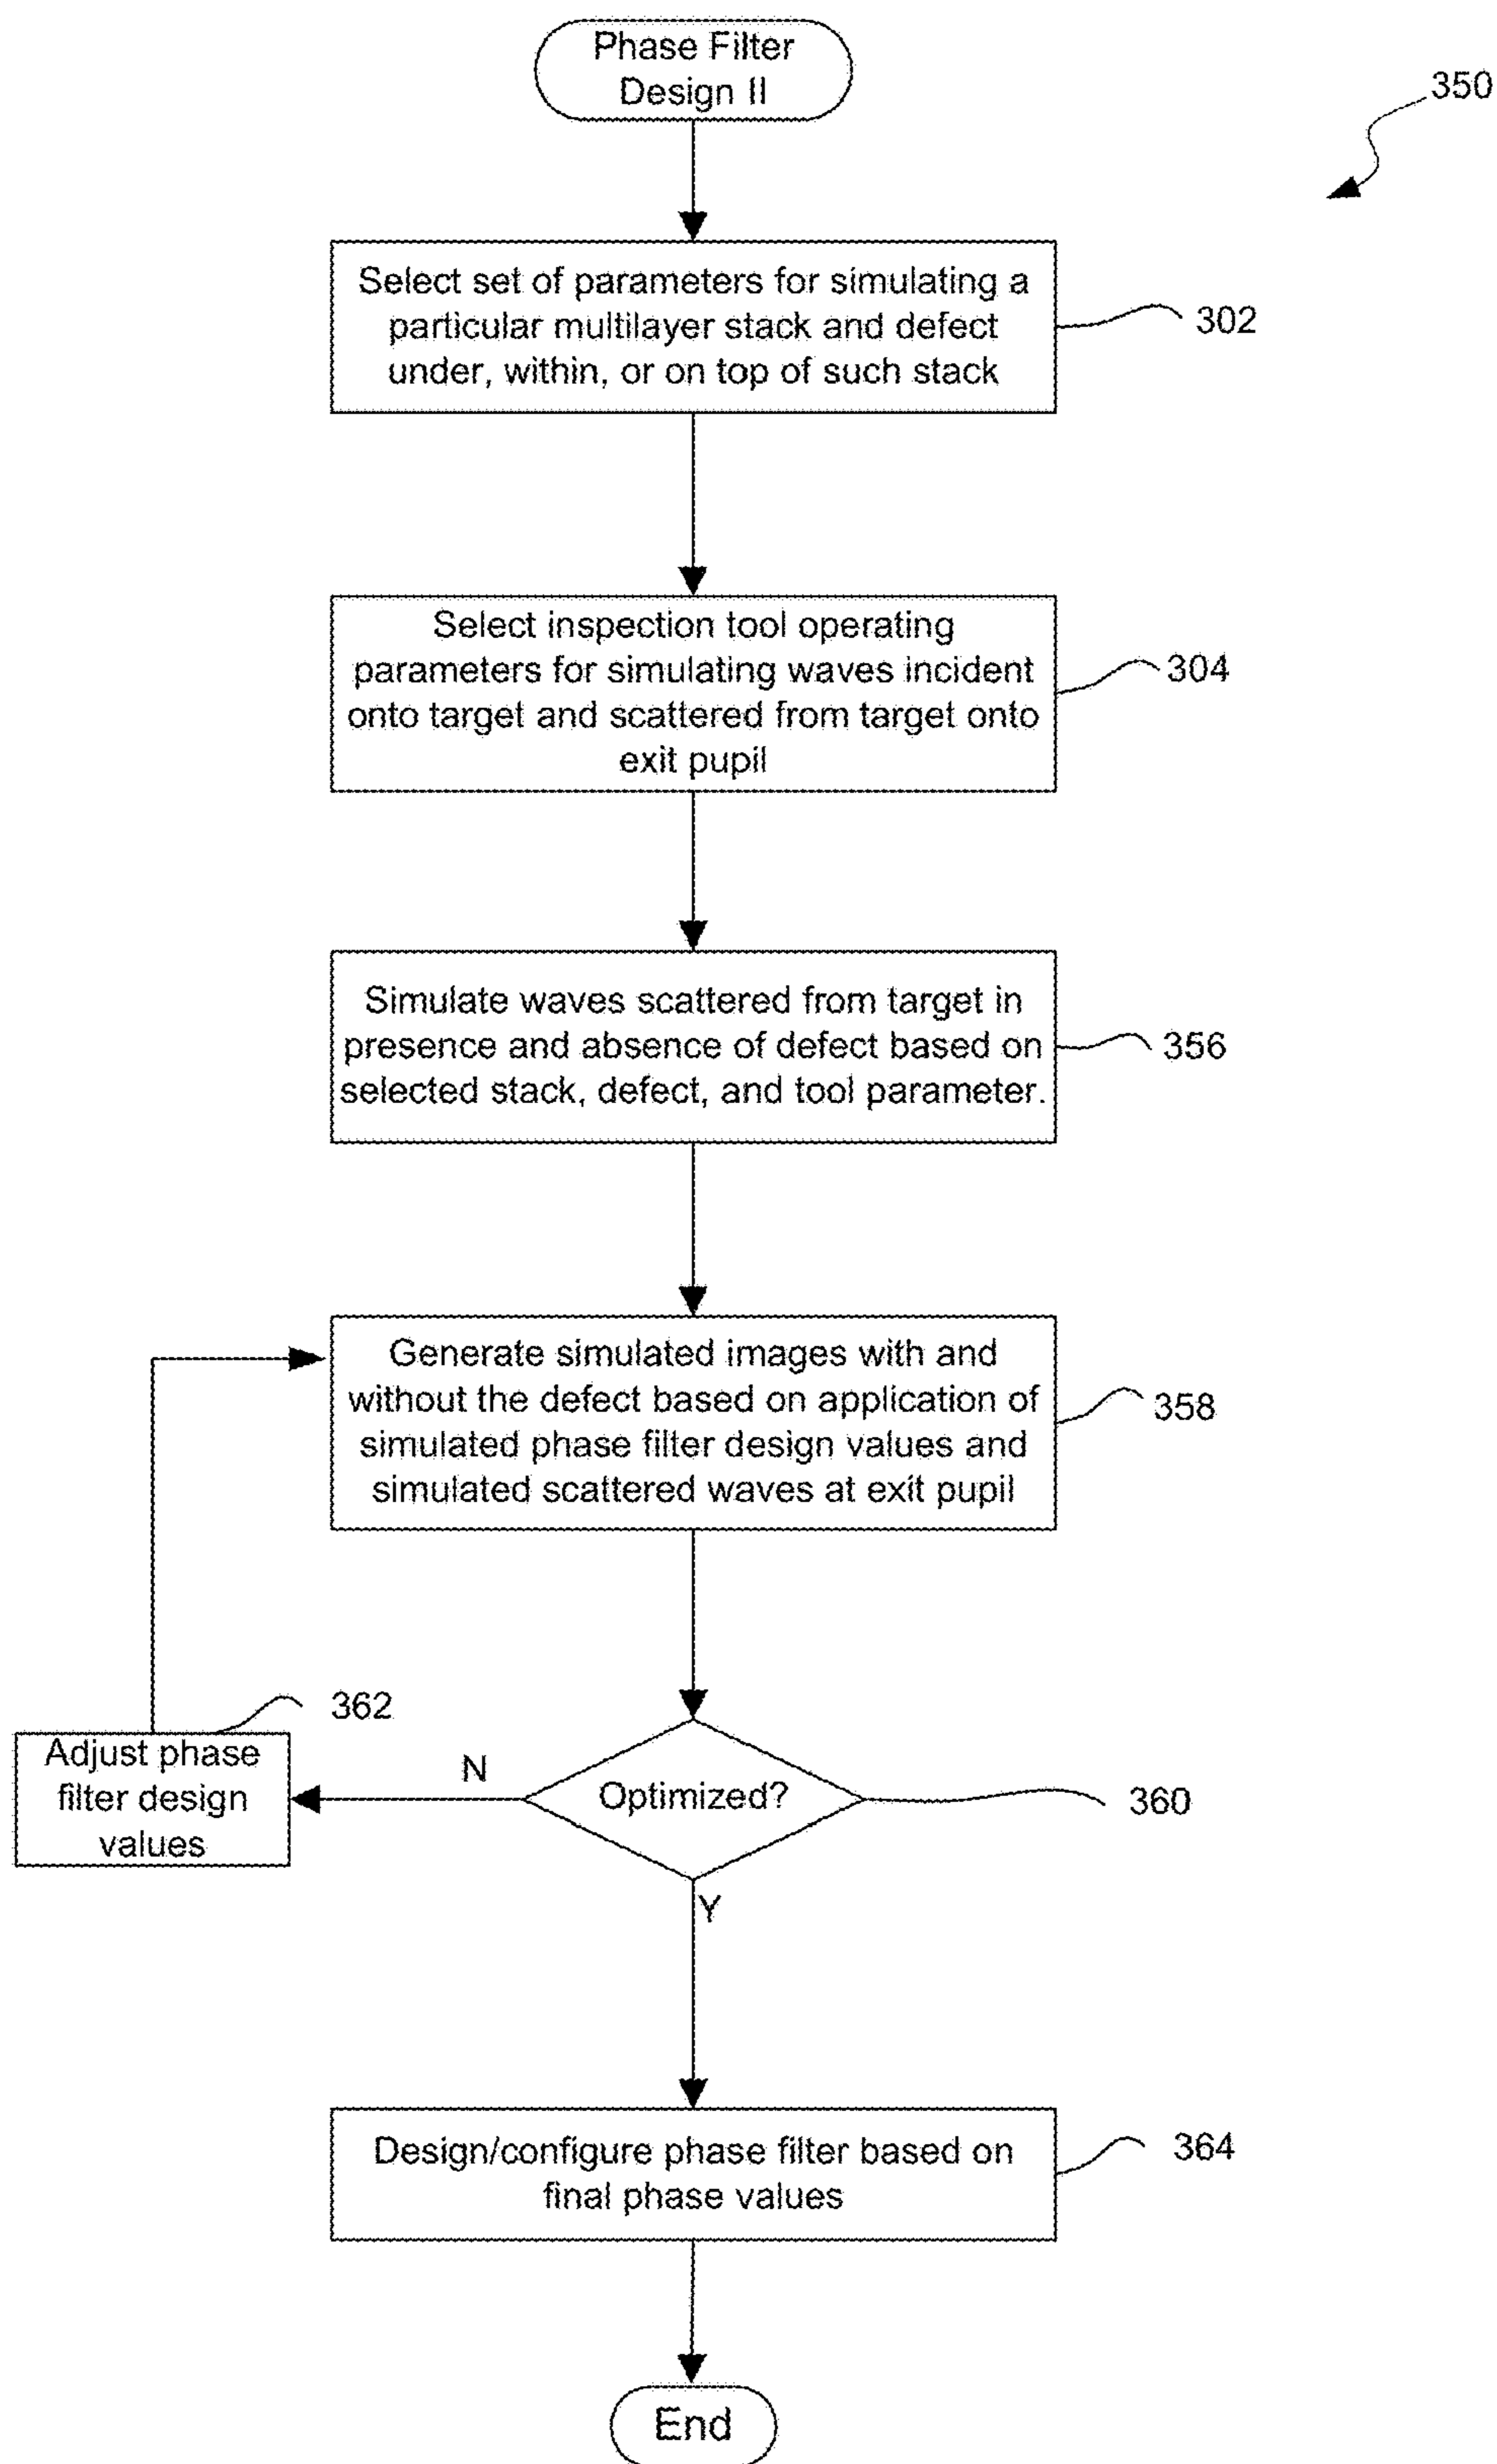 Phase Filter
Design II
350
Select set of parameters for simulating a
particular multilayer stack and defect
under, within, or on top of such stack
302
Select inspection tool operating
parameters for simulating waves incident
onto target and scattered from target onto
exit pupil
304
Simulate waves scattered from target in
presence and absence of defect based on
selected stack, defect, and tool parameter.
356
Generate simulated images with and
without the defect based on application of
simulated phase filter design values and
simulated scattered waves at exit pupil
358
362
Adjust phase
filter design
values
N
Optimized?
360
Y
Design/configure phase filter based on
final phase values
364
End